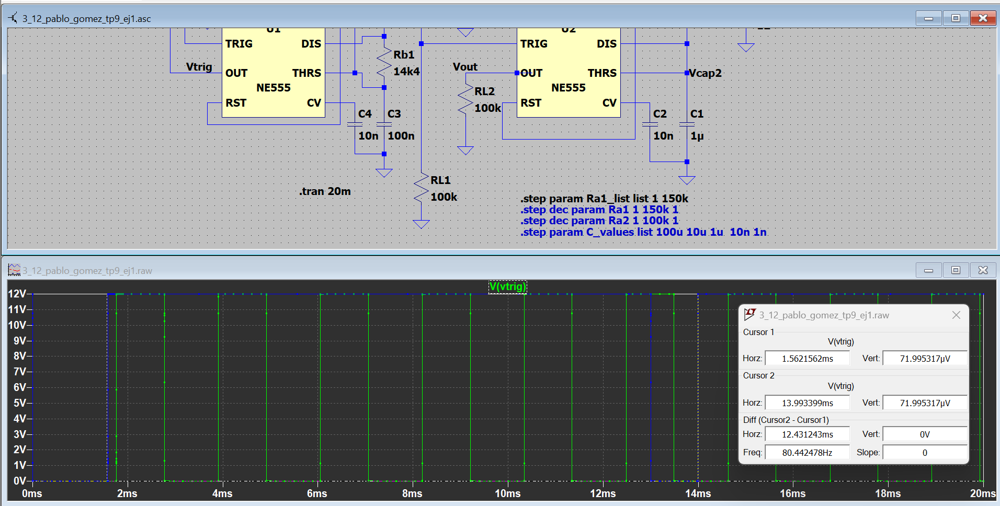 3_12_pablo_gomez_tp9_ej1.asc
U1
U2
TRIG
DIS
TRIG
DIS
Rb1
14k4
Vtrig
OUT
THRS
Vout
OUT
THRS
Vcap2
NE555
NE555
RL2
100k
RST
CV
RST
CV
C4
C3
C2
C1
10n
100n
10n
1µ
RL1
100k
.tran 20m
.step param Ra1_list list 1 150k
.step dec param Ra1 1 150k 1
.step dec param Ra2 1 100k 1
.step param C_values list 100u 10u 1u  10n 1n
3_12_pablo_gomez_tp9_ej1.raw
V(vtrig)
12V
11V
10V
9V
8V
7V
6V
5V
4V
3V
2V
1V
0V
0ms
2ms
4ms
6ms
8ms
10ms
12ms
14ms
16ms
18ms
20ms
3_12_pablo_gomez_tp9_ej1.raw
Cursor 1
V(vtrig)
Horz: 1.5621562ms Vert: 71.995317µV
Cursor 2
V(vtrig)
Horz: 13.993399ms Vert: 71.995317µV
Diff (Cursor2 - Cursor1)
Horz: 12.431243ms Vert: 0V
Freq: 80.442478Hz Slope: 0